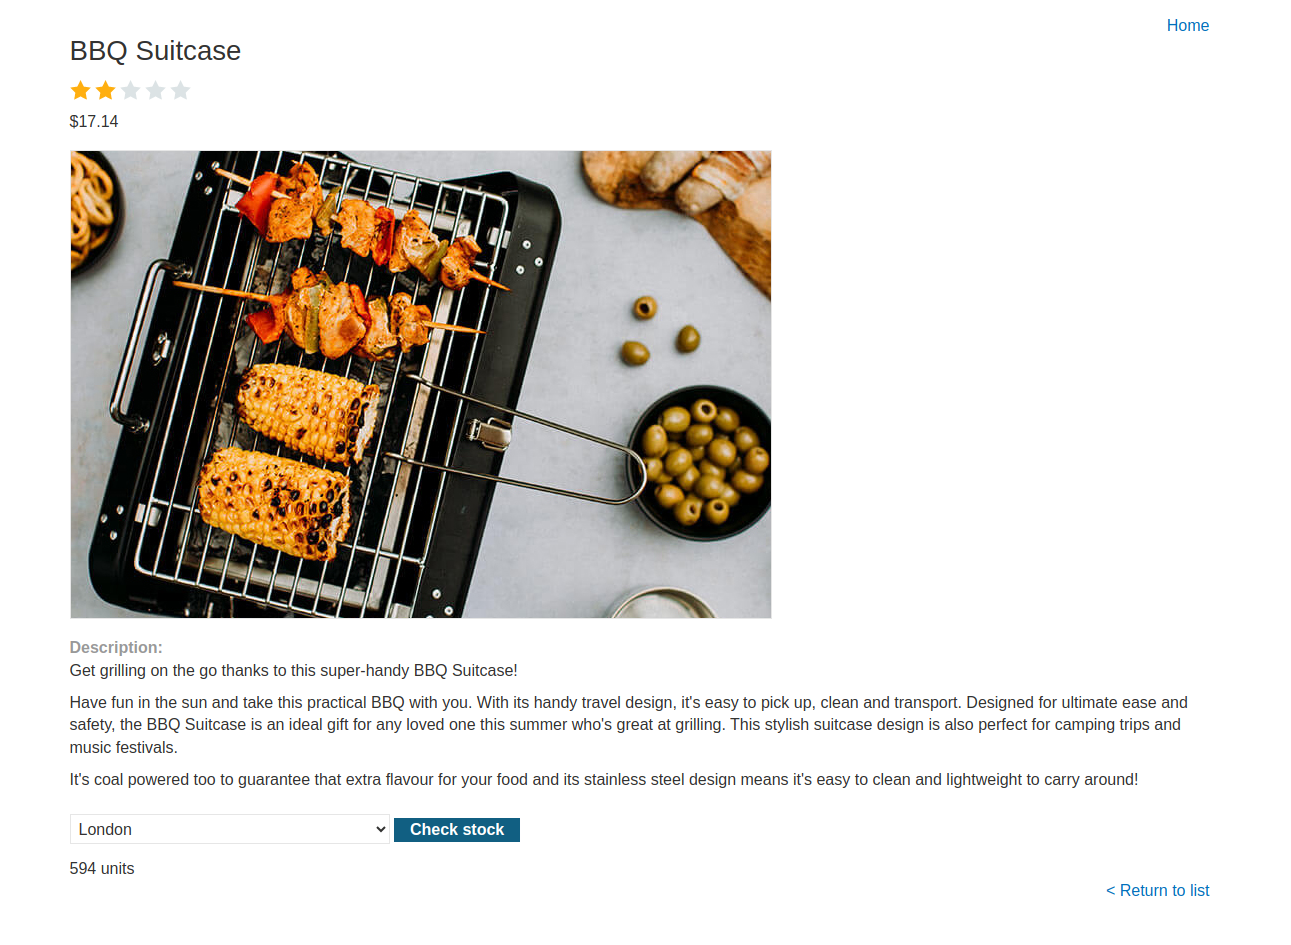 Home
BBQ Suitcase
$17.14
Description:
Get grilling on the go thanks to this super-handy BBQ Suitcase!
Have fun in the sun and take this practical BBQ with you. With its handy travel design, it's easy to pick up, clean and transport. Designed for ultimate ease and
safety, the BBQ Suitcase is an ideal gift for any loved one this summer who's great at grilling. This stylish suitcase design is also perfect for camping trips and
music festivals.
It's coal powered too to guarantee that extra flavour for your food and its stainless steel design means it's easy to clean and lightweight to carry around!
London
Check stock
594 units
< Return to list